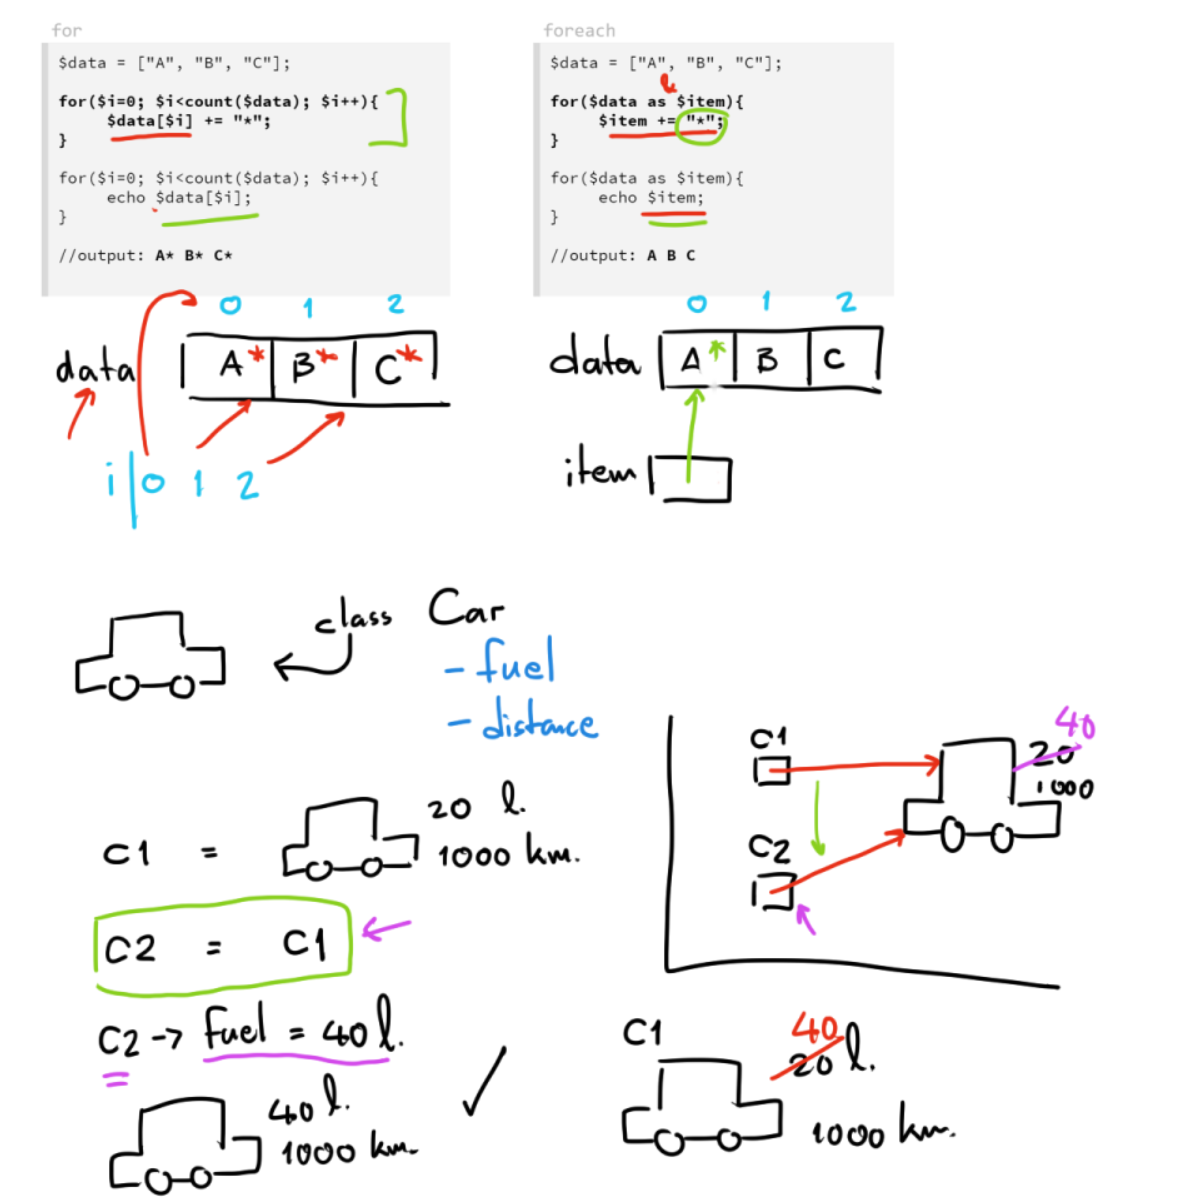 for
$data = ["A", "B", "C"];
for($i=0; $i<count($data); $i++){
$data[$i] += "*";
}
for($i=0; $i<count($data); $i++){
echo $data[$i];
}
//output: A* B* C*
foreach
$data = ["A", "B", "C"];
&
for($data as $item){
$item += "*";
}
for($data as $item){
echo $item;
}
//output: A B C
0 1 2
data A* B* C*
i 0 1 2
0 1 2
data A* B C
item
class Car
- fuel
- distance
C1 = 20 l.
1000 km.
C2 = C1
C2 -> Fuel = 40 l.
40 l.
1000 km.
C1
40
20
1000
C2
C1
40
20 l.
1000 km.